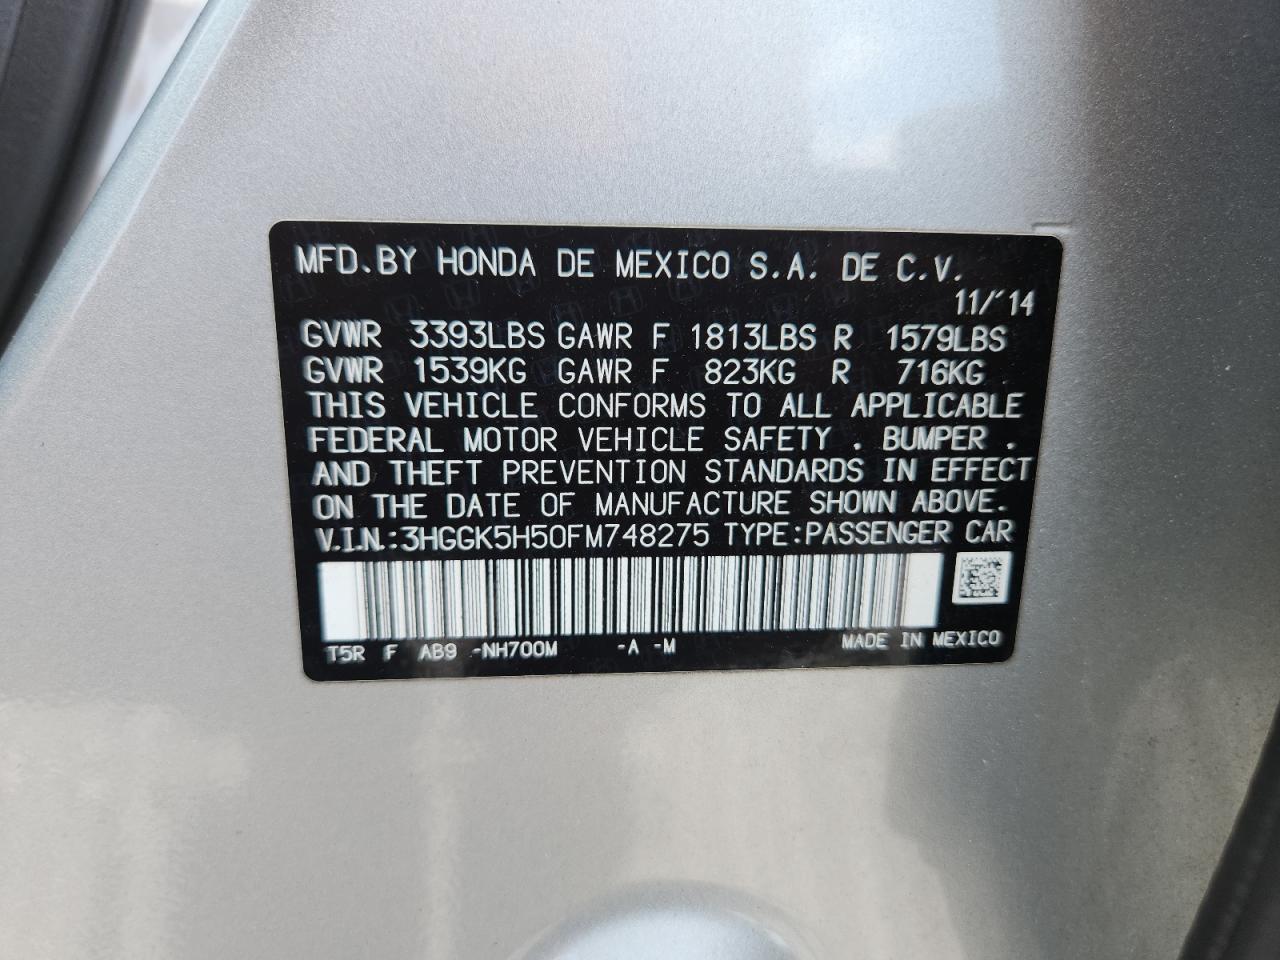 MFD.BY HONDA DE MEXICO S.A. DE C.V.
11/'14
GVWR 3393LBS GAWR F 1813LBS R 1579LBS
GVWR 1539KG GAWR F 823KG R 716KG
THIS VEHICLE CONFORMS TO ALL APPLICABLE
FEDERAL MOTOR VEHICLE SAFETY . BUMPER .
AND THEFT PREVENTION STANDARDS IN EFFECT
ON THE DATE OF MANUFACTURE SHOWN ABOVE.
V.I.N.:3HGGK5H50FM748275 TYPE:PASSENGER CAR
T5R F AB9 -NH700M -A -M MADE IN MEXICO